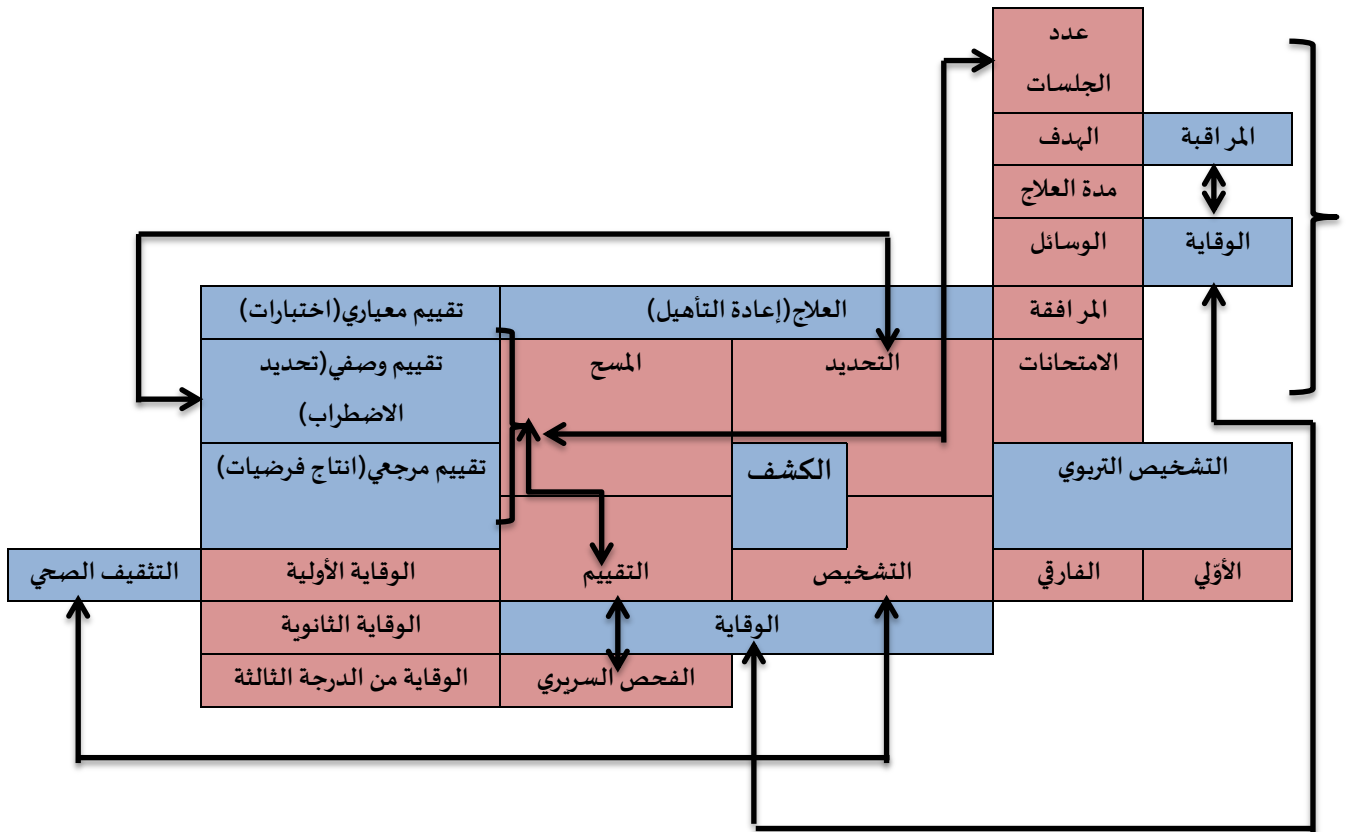 عدد
الجلسات
الهدف
المراقبة
مدة العلاج
الوسائل
الوقاية
المرافقة
العلاج(إعادة التأهيل)
تقييم معياري(اختبارات)
الامتحانات
التحديد
المسح
تقييم وصفي(تحديد
الاضطراب)
التشخيص التربوي
الكشف
تقييم مرجعي(انتاج فرضيات)
الأوّلي
الفارقي
التشخيص
التقييم
الوقاية الأولية
التثقيف الصحي
الوقاية
الوقاية الثانوية
الفحص السريري
الوقاية من الدرجة الثالثة